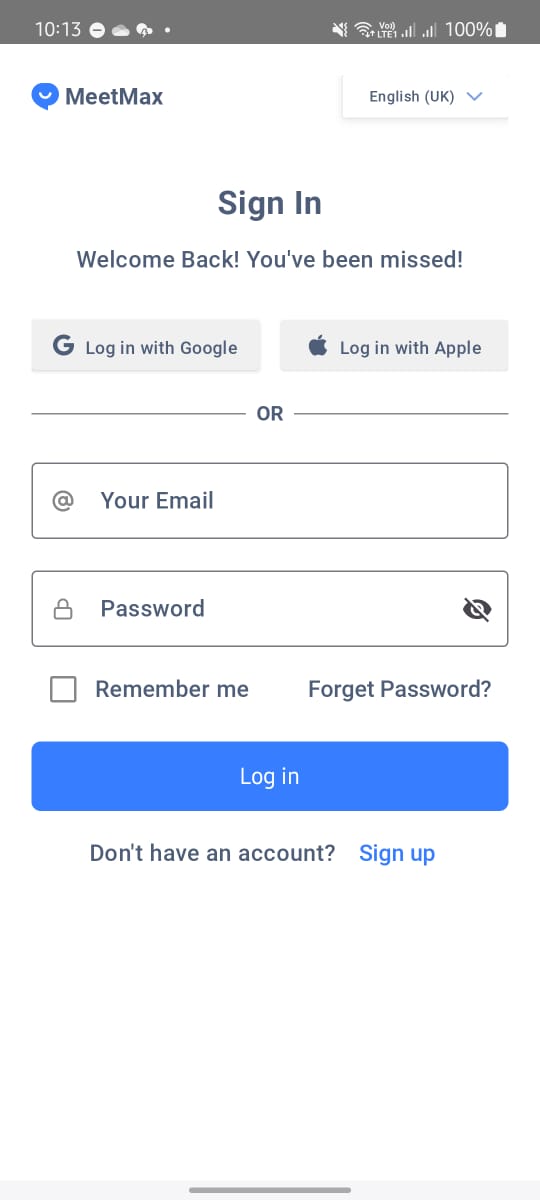 10:13 Vo) LTE1 100%
MeetMax English (UK)
Sign In
Welcome Back! You've been missed!
G Log in with Google Log in with Apple
OR
@ Your Email
Password
Remember me Forget Password?
Log in
Don't have an account? Sign up